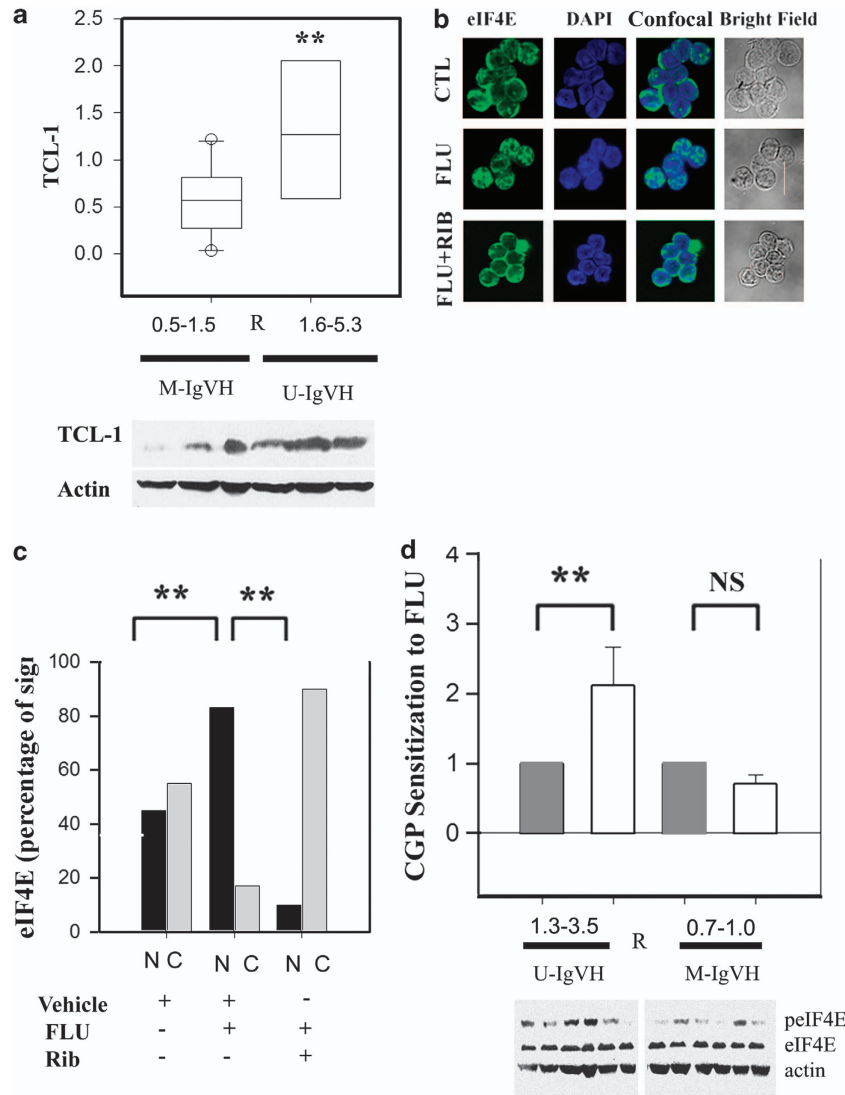 a
**
2.5
2.0
1.5
1.0
0.5
0.0
TCL-1
0.5-1.5 R 1.6-5.3
M-IgVH U-IgVH
TCL-1
Actin
b
eIF4E DAPI Confocal Bright Field
CTL
FLU
FLU+RIB
c
** **
100
80
60
40
20
0
eIF4E (percentage of sigr
N C N C N C
Vehicle + + -
FLU - + +
Rib - - +
d
** NS
4
3
2
1
0
CGP Sensitization to FLU
1.3-3.5 R 0.7-1.0
U-IgVH M-IgVH
peIF4E
eIF4E
actin